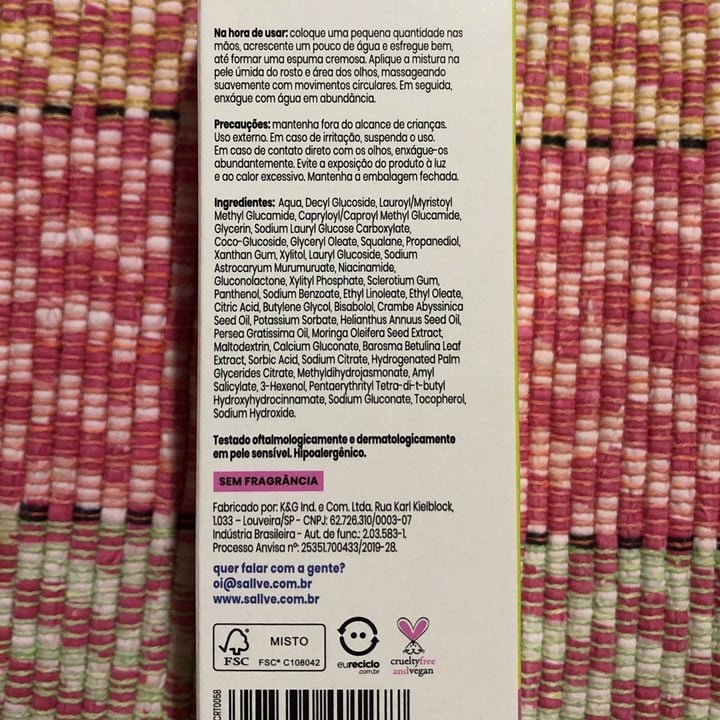 Na hora de usar: coloque uma pequena quantidade nas
mãos, acrescente um pouco de água e esfregue bem,
até formar uma espuma cremosa. Aplique a mistura na
pele úmida do rosto e área dos olhos, massageando
suavemente com movimentos circulares. Em seguida,
enxágue com água em abundância.
Precauções: mantenha fora do alcance de crianças.
Uso externo. Em caso de irritação, suspenda o uso.
Em caso de contato direto com os olhos, enxágue-os
abundantemente. Evite a exposição do produto à luz
e ao calor excessivo. Mantenha a embalagem fechada.
Ingredientes: Aqua, Decyl Glucoside, Lauroyl/Myristoyl
Methyl Glucamide, Capryloyl/Caproyl Methyl Glucamide,
Glycerin, Sodium Lauryl Glucose Carboxylate,
Coco-Glucoside, Glyceryl Oleate, Squalane, Propanediol,
Xanthan Gum, Xylitol, Lauryl Glucoside, Sodium
Astrocaryum Murumuruate, Niacinamide,
Gluconolactone, Xylityl Phosphate, Sclerotium Gum,
Panthenol, Sodium Benzoate, Ethyl Linoleate, Ethyl Oleate,
Citric Acid, Butylene Glycol, Bisabolol, Crambe Abyssinica
Seed Oil, Potassium Sorbate, Helianthus Annuus Seed Oil,
Persea Gratissima Oil, Moringa Oleifera Seed Extract,
Maltodextrin, Calcium Gluconate, Barosma Betulina Leaf
Extract, Sorbic Acid, Sodium Citrate, Hydrogenated Palm
Glycerides Citrate, Methyldihydrojasmonate, Amyl
Salicylate, 3-Hexenol, Pentaerythrityl Tetra-di-t-butyl
Hydroxyhydrocinnamate, Sodium Gluconate, Tocopherol,
Sodium Hydroxide.
Testado oftalmologicamente e dermatologicamente
em pele sensível. Hipoalergênico.
SEM FRAGRÂNCIA
Fabricado por: K&G Ind. e Com. Ltda. Rua Karl Kielblock,
1.033 – Louveira/SP - CNPJ: 62.726.310/0003-07
Indústria Brasileira - Aut. de func.: 2.03.583-1.
Processo Anvisa nº: 25351.700433/2019-28.
quer falar com a gente?
oi@sallve.com.br
www.sallve.com.br
FSC
MISTO
FSC® C108042
eureciclo
.com.br
crueltyfree
andvegan
CRT0058